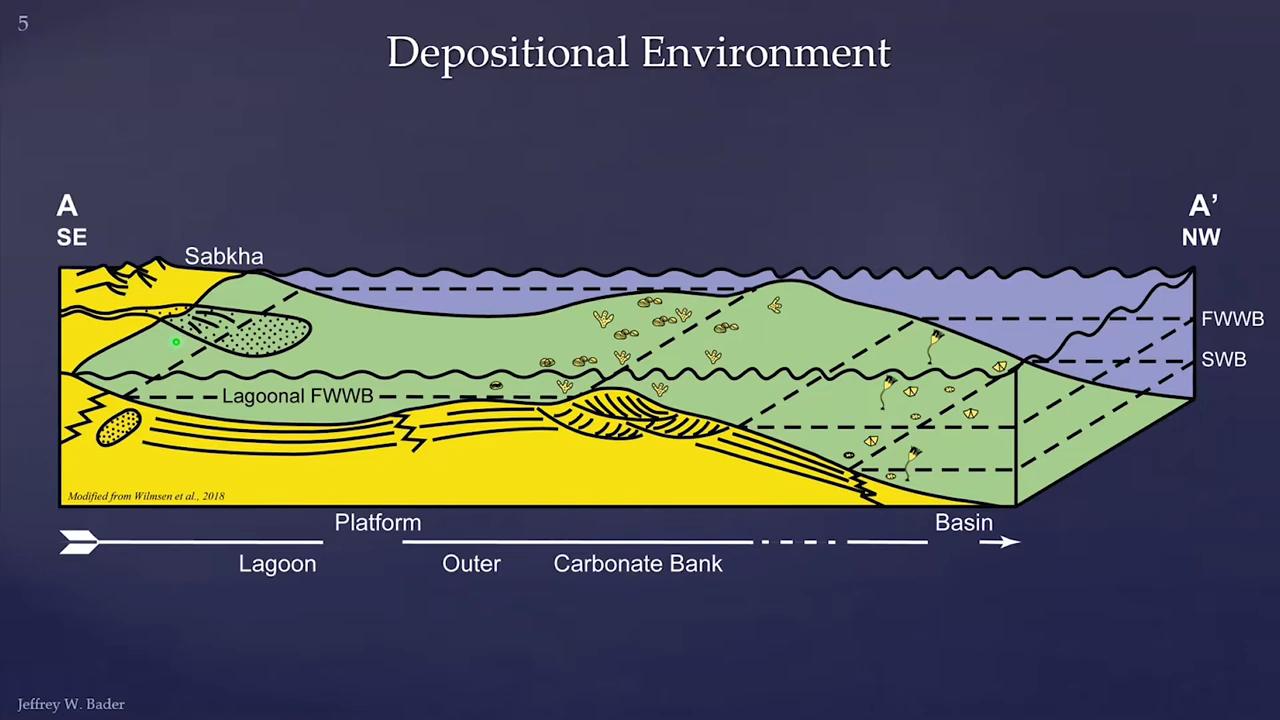 5
Depositional Environment
A
SE
A’
NW
Sabkha
FWWB
SWB
Lagoonal FWWB
Modified from Wilmsen et al., 2018
Platform
Basin
Lagoon
Outer
Carbonate Bank
Jeffrey W. Bader